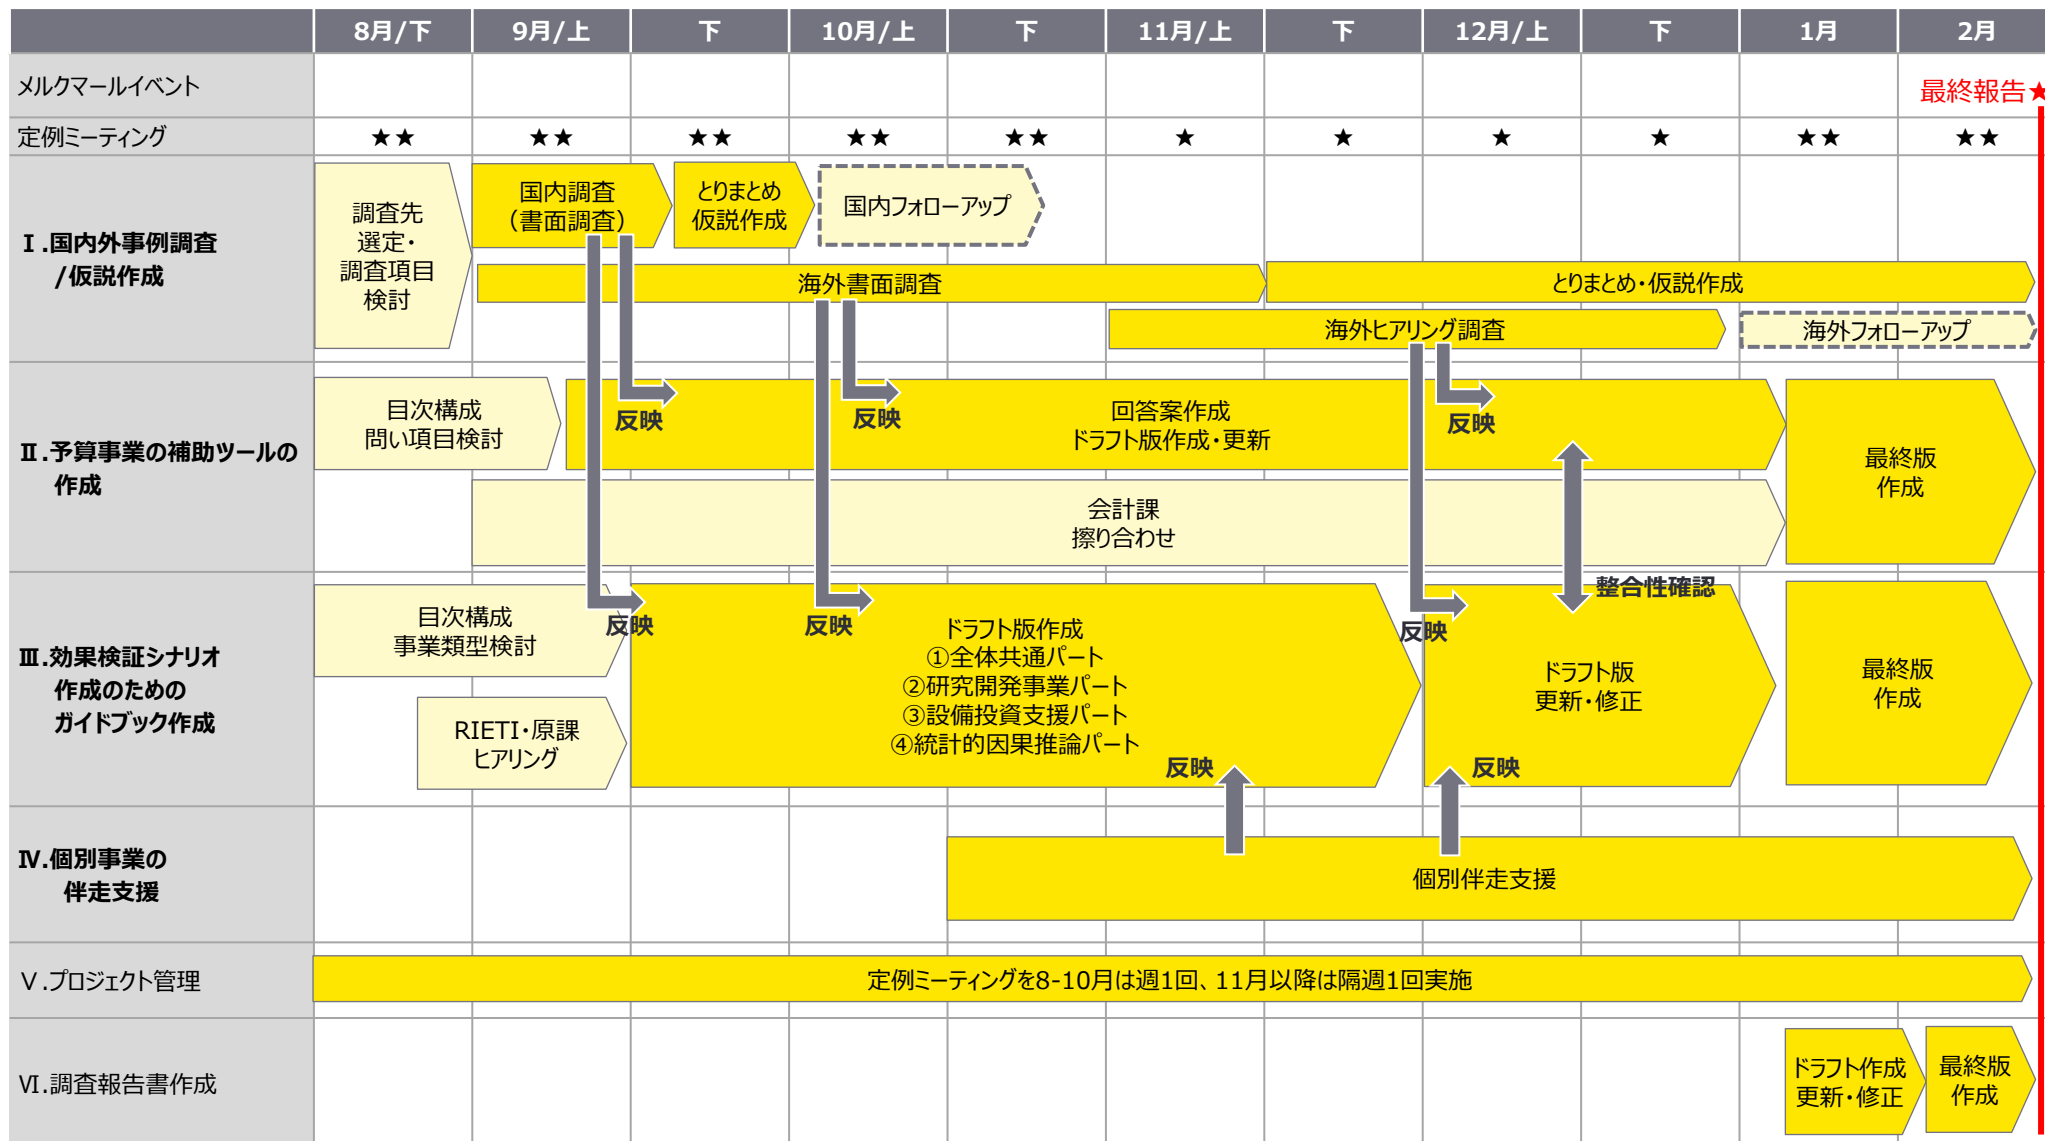 8月/下 9月/上 下 10月/上 下 11月/上 下 12月/上 下 1月 2月
メルクマールイベント
最終報告★
定例ミーティング
★★ ★★ ★★ ★★ ★★ ★ ★ ★ ★ ★★ ★★
Ⅰ.国内外事例調査
/仮説作成
調査先
選定・
調査項目
検討
国内調査
（書面調査）
とりまとめ
仮説作成
国内フォローアップ
海外書面調査
とりまとめ・仮説作成
海外ヒアリング調査
海外フォローアップ
Ⅱ.予算事業の補助ツールの
作成
目次構成
問い項目検討
反映
反映
回答案作成
ドラフト版作成・更新
反映
最終版
作成
会計課
擦り合わせ
整合性確認
Ⅲ.効果検証シナリオ
作成のための
ガイドブック作成
目次構成
事業類型検討
反映
反映
反映
RIETI・原課
ヒアリング
ドラフト版作成
①全体共通パート
②研究開発事業パート
③設備投資支援パート
④統計的因果推論パート
反映
ドラフト版
更新・修正
反映
最終版
作成
Ⅳ.個別事業の
伴走支援
個別伴走支援
Ⅴ.プロジェクト管理
定例ミーティングを8-10月は週1回、11月以降は隔週1回実施
Ⅵ.調査報告書作成
ドラフト作成
更新・修正
最終版
作成